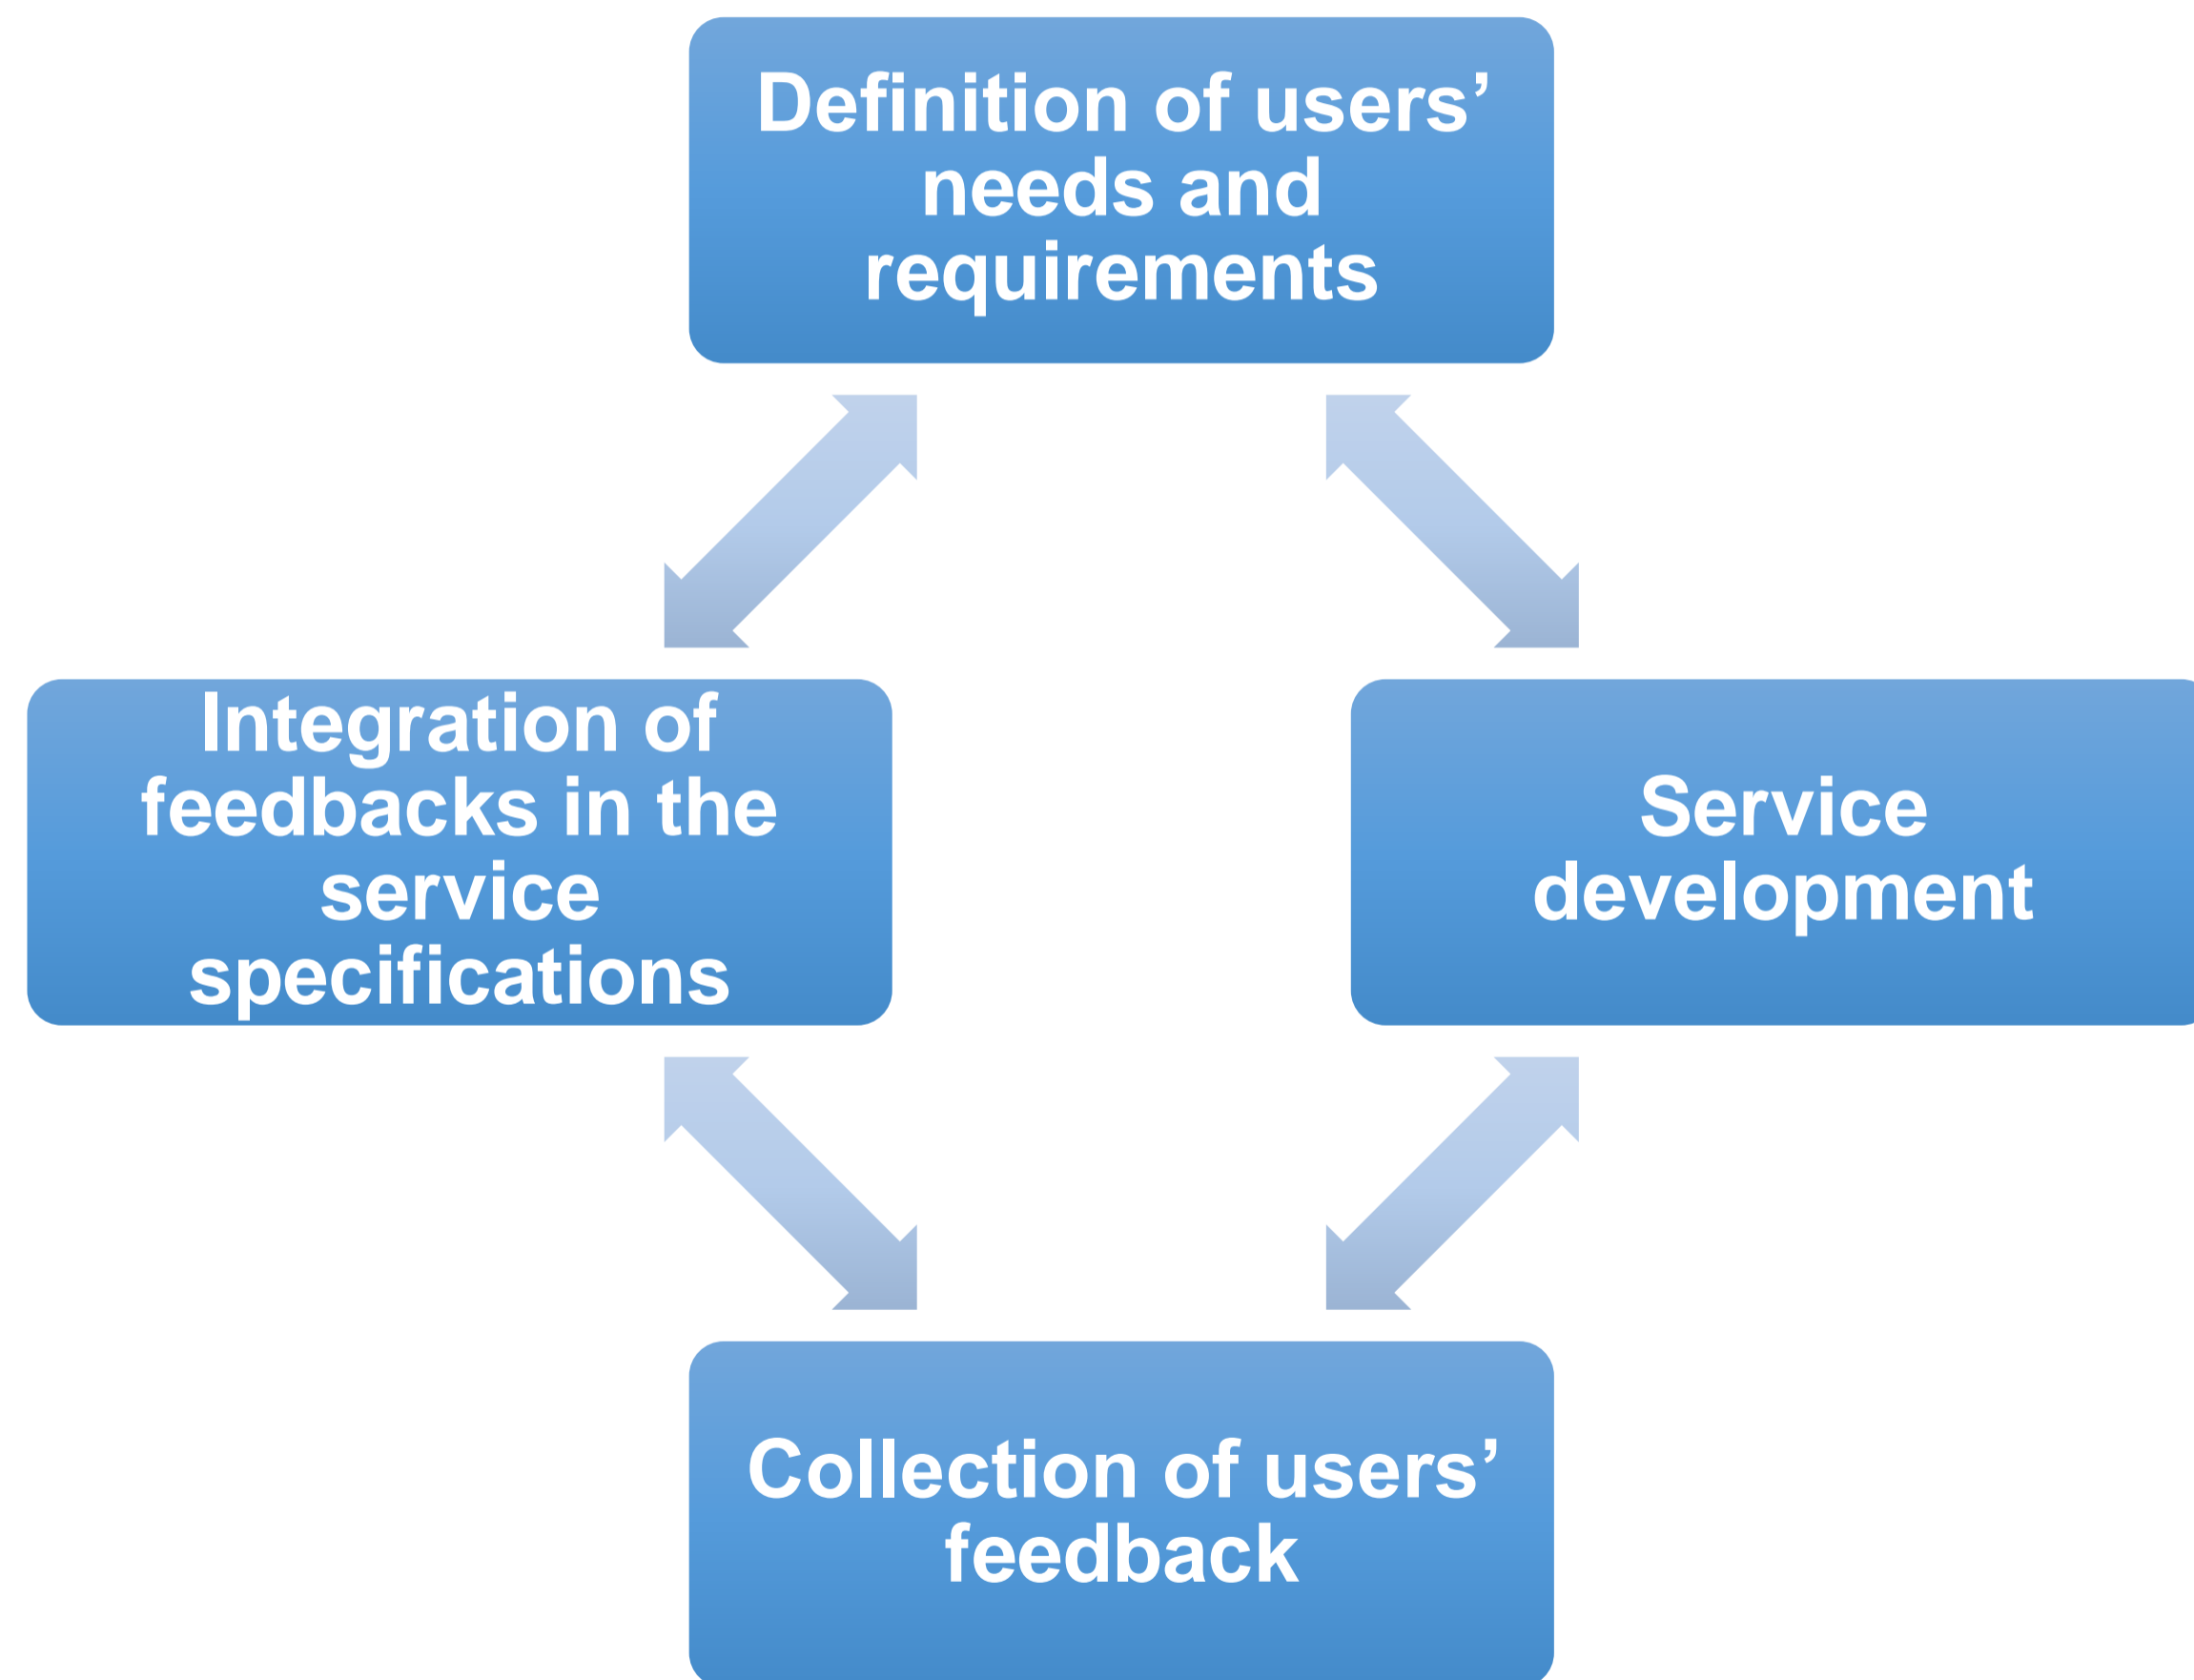 Definition of users’
needs and
requirements
Integration of
feedbacks in the
service
specifications
Service
development
Collection of users’
feedback